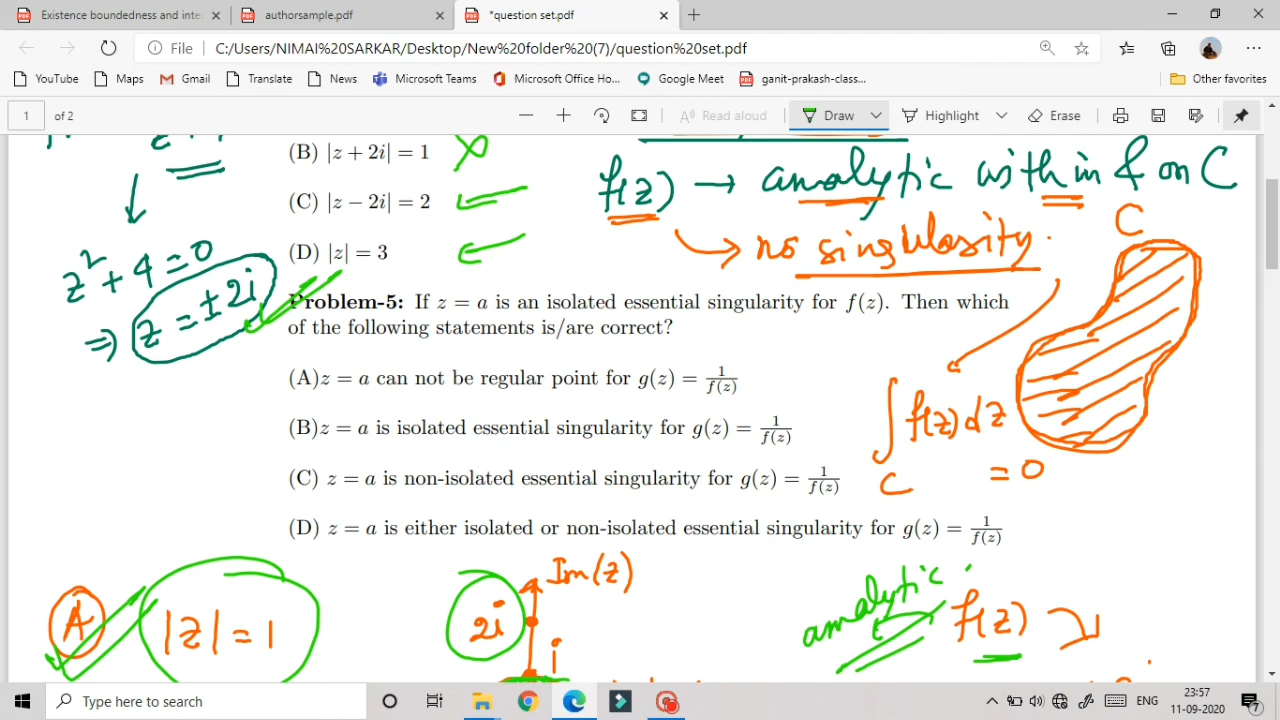 Existence boundedness and inte
authorsample.pdf
*question set.pdf
File | C:/Users/NIMAI%20SARKAR/Desktop/New%20folder%20(7)/question%20set.pdf
YouTube Maps Gmail Translate News Microsoft Teams Microsoft Office Ho... Google Meet ganit-prakash-class... Other favorites
1 of 2 Read aloud Draw Highlight Erase
(B) |z + 2i| = 1
(C) |z − 2i| = 2
(D) |z| = 3
f(z) → analytic within & on C
no singularity.
C
z² + 4 = 0
⇒ z = ±2i
Problem-5: If z = a is an isolated essential singularity for f(z). Then which
of the following statements is/are correct?
(A)z = a can not be regular point for g(z) = 1/f(z)
(B)z = a is isolated essential singularity for g(z) = 1/f(z)
(C) z = a is non-isolated essential singularity for g(z) = 1/f(z)
(D) z = a is either isolated or non-isolated essential singularity for g(z) = 1/f(z)
∫ f(z) dz
C = 0
A |z| = 1
Im(z)
2i
i
analytic f(z)
Type here to search
ENG
23:57
11-09-2020
7